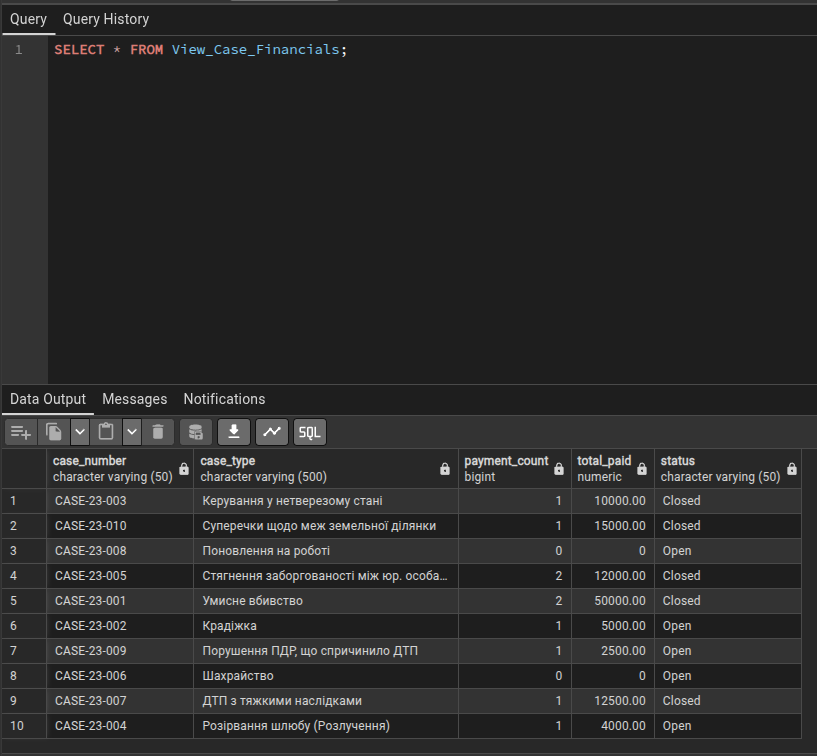 Query Query History
1 SELECT * FROM View_Case_Financials;
Data Output Messages Notifications
SQL
case_number case_type payment_count total_paid status
character varying (50) character varying (500) bigint numeric character varying (50)
1 CASE-23-003 Керування у нетверезому стані 1 10000.00 Closed
2 CASE-23-010 Суперечки щодо меж земельної ділянки 1 15000.00 Closed
3 CASE-23-008 Поновлення на роботі 0 0 Open
4 CASE-23-005 Стягнення заборгованості між юр. особа... 2 12000.00 Closed
5 CASE-23-001 Умисне вбивство 2 50000.00 Closed
6 CASE-23-002 Крадіжка 1 5000.00 Open
7 CASE-23-009 Порушення ПДР, що спричинило ДТП 1 2500.00 Open
8 CASE-23-006 Шахрайство 0 0 Open
9 CASE-23-007 ДТП з тяжкими наслідками 1 12500.00 Closed
10 CASE-23-004 Розірвання шлюбу (Розлучення) 1 4000.00 Open